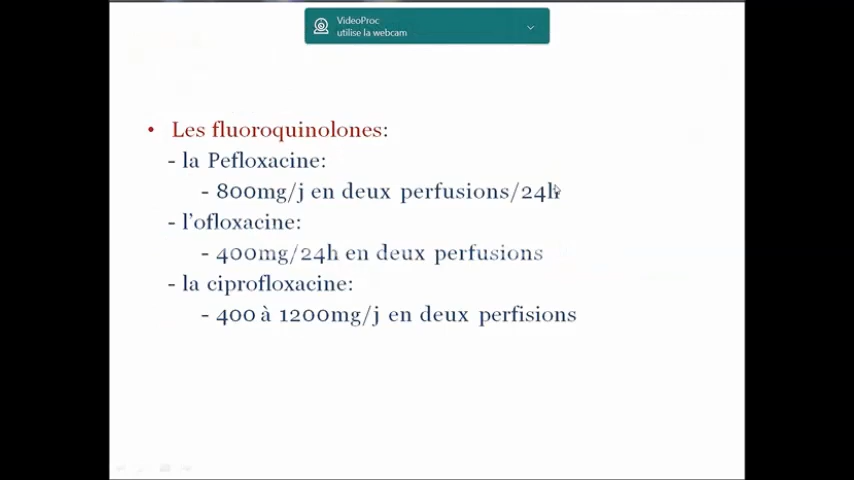 VideoProc
utilise la webcam
• Les fluoroquinolones:
- la Pefloxacine:
- 800mg/j en deux perfusions/24h
- l'ofloxacine:
- 400mg/24h en deux perfusions
- la ciprofloxacine:
- 400 à 1200mg/j en deux perfisions